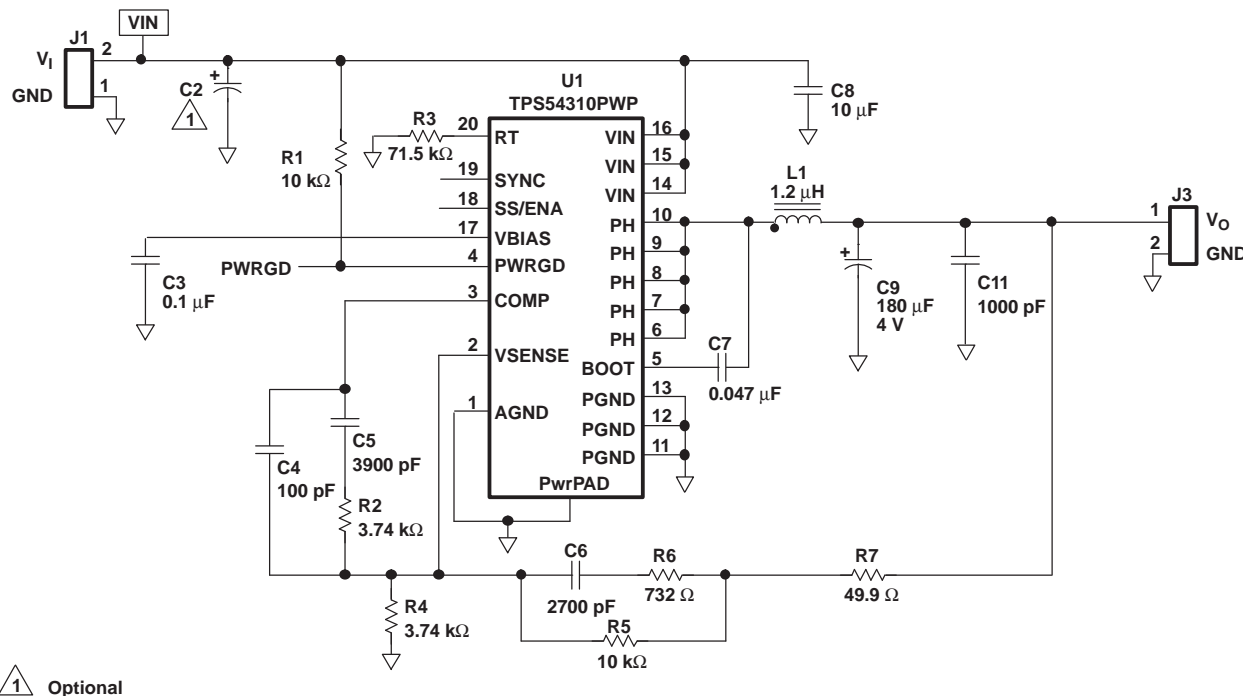 VIN
J1
V_I
2
GND
1
C2
+
1
R1
10 kΩ
R3
71.5 kΩ
U1
TPS54310PWP
20
RT
19
SYNC
18
SS/ENA
17
VBIAS
4
PWRGD
PWRGD
3
COMP
2
VSENSE
1
AGND
VIN
16
VIN
15
VIN
14
PH
10
PH
9
PH
8
PH
7
PH
6
BOOT
5
PGND
13
PGND
12
PGND
11
PwrPAD
C8
10 μF
L1
1.2 μH
J3
1
V_O
2
GND
+
C9
180 μF
4 V
C11
1000 pF
C7
0.047 μF
C3
0.1 μF
C4
100 pF
C5
3900 pF
R2
3.74 kΩ
R4
3.74 kΩ
C6
2700 pF
R6
732 Ω
R5
10 kΩ
R7
49.9 Ω
1 Optional